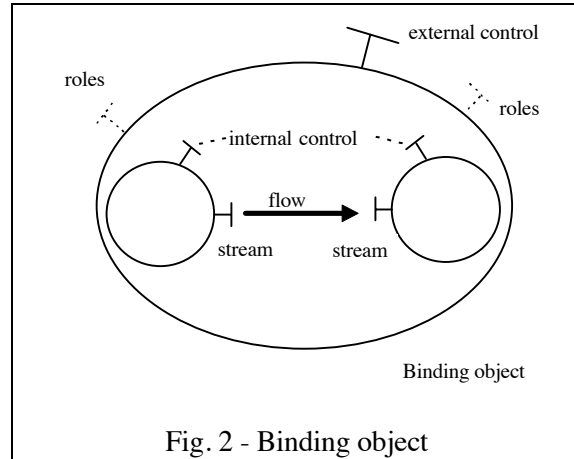 external control
roles
roles
internal control
flow
stream
stream
Binding object
Fig. 2 - Binding object